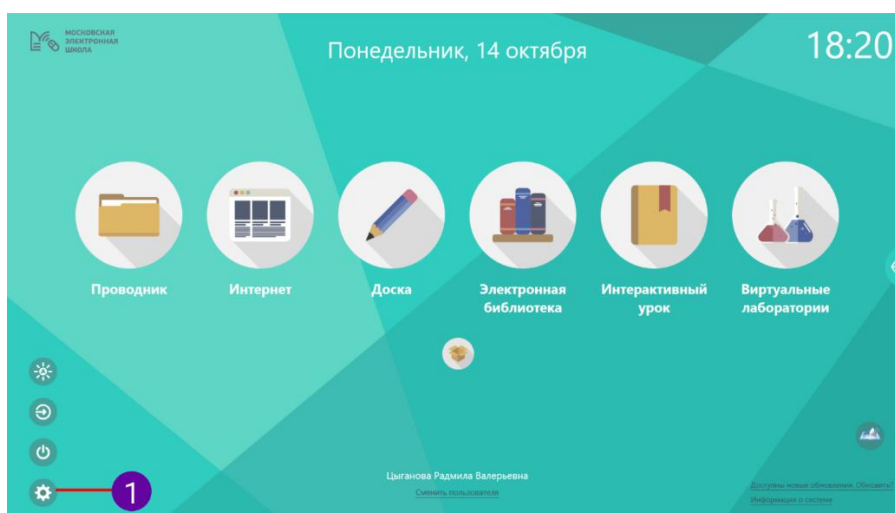 МОСКОВСКАЯ
ЭЛЕКТРОННАЯ
ШКОЛА
Понедельник, 14 октября
18:20
Проводник
Интернет
Доска
Электронная
библиотека
Интерактивный
урок
Виртуальные
лаборатории
1
Цыганова Радмила Валерьевна
Сменить пользователя
Доступны новые обновления. Обновить?
Информация о системе